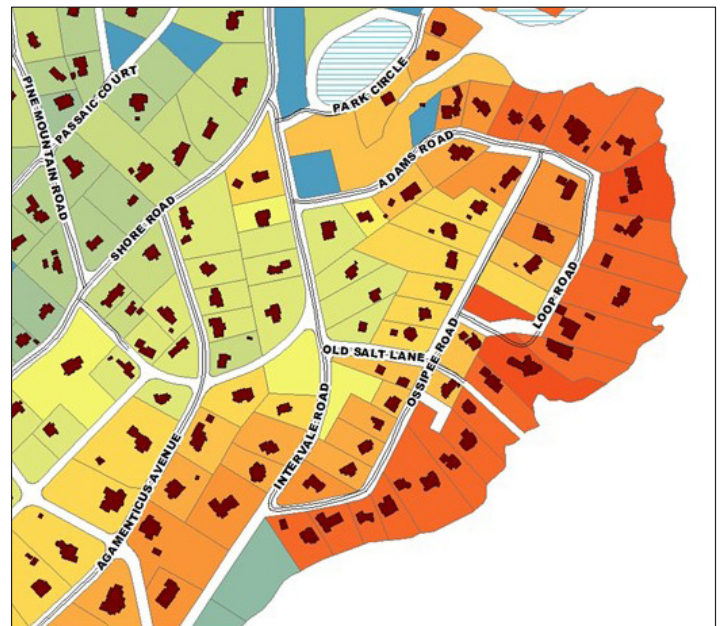 PARK CIRCLE
PASSAIC COURT
PINE MOUNTAIN ROAD
ADAMS ROAD
SHORE ROAD
LOOP ROAD
OLD SALT LANE
OSSIPEE ROAD
INTERVALE ROAD
AGAMENTICUS AVENUE